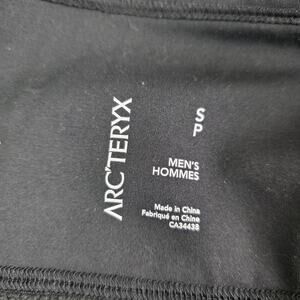 ARC'TERYX
S
P
MEN'S
HOMMES
Made in China
Fabriqué en Chine
CA34438